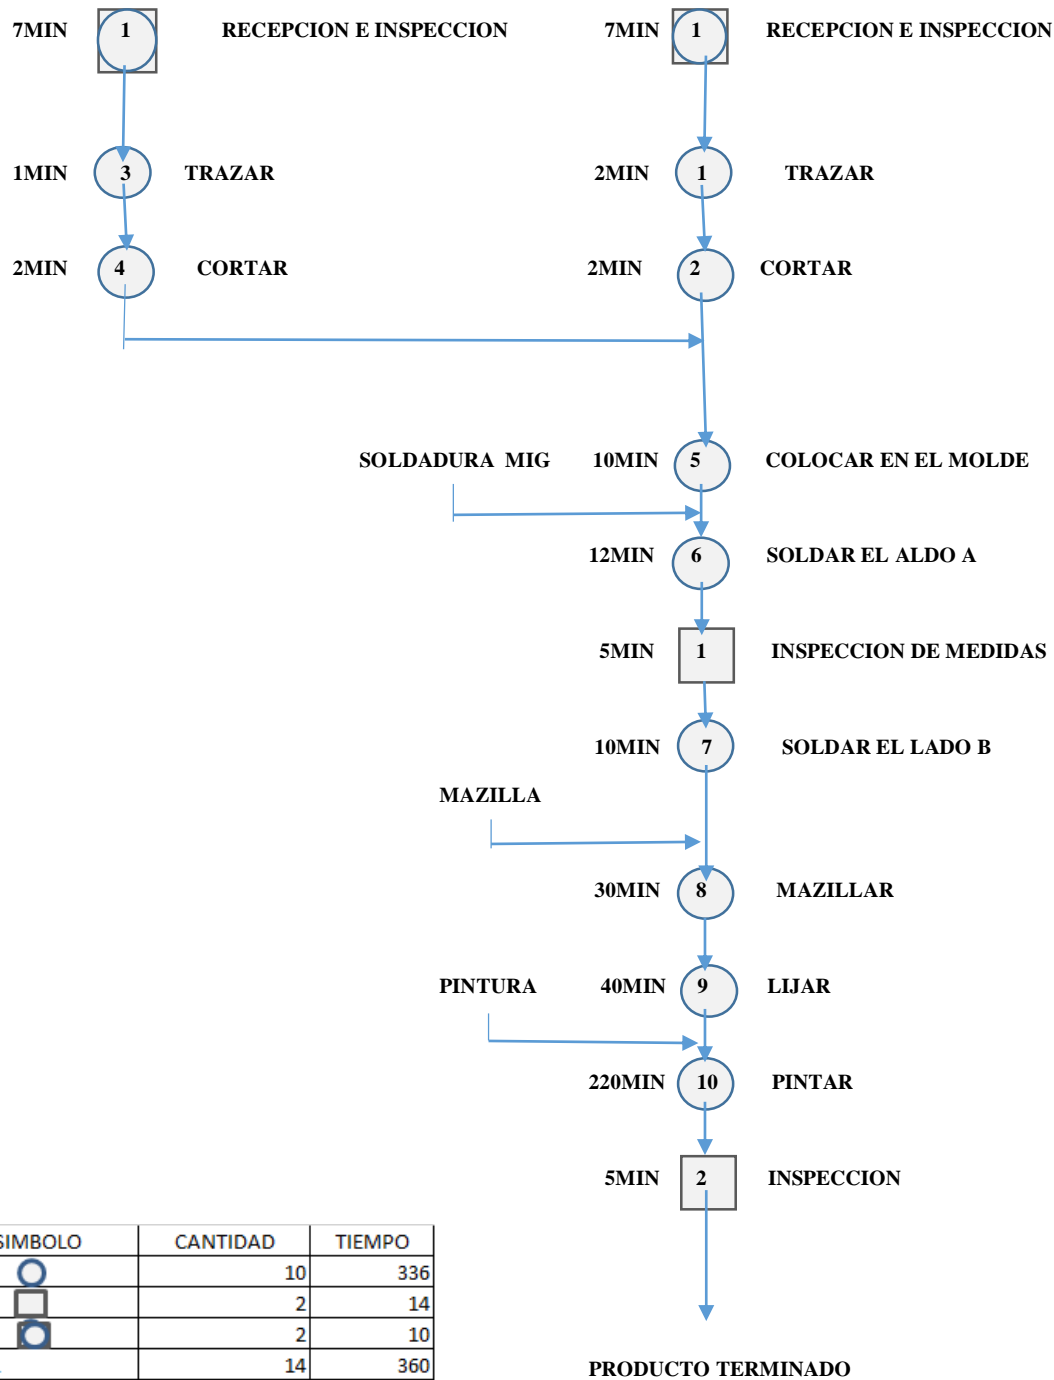 7MIN 1 RECEPCION E INSPECCION 7MIN 1 RECEPCION E INSPECCION
1MIN 3 TRAZAR 2MIN 1 TRAZAR
2MIN 4 CORTAR 2MIN 2 CORTAR
SOLDADURA MIG 10MIN 5 COLOCAR EN EL MOLDE
12MIN 6 SOLDAR EL ALDO A
5MIN 1 INSPECCION DE MEDIDAS
10MIN 7 SOLDAR EL LADO B
MAZILLA
30MIN 8 MAZILLAR
PINTURA 40MIN 9 LIJAR
220MIN 10 PINTAR
5MIN 2 INSPECCION
SIMBOLO CANTIDAD TIEMPO
10 336
2 14
2 10
14 360
PRODUCTO TERMINADO